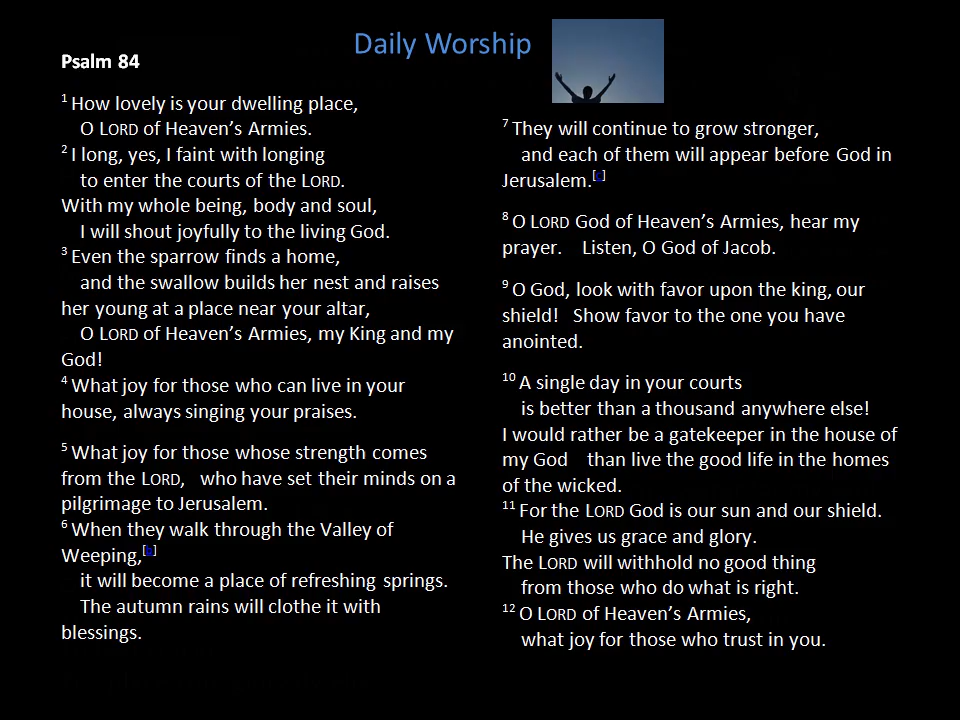 Daily Worship
Psalm 84
1 How lovely is your dwelling place,
O LORD of Heaven’s Armies.
2 I long, yes, I faint with longing
to enter the courts of the LORD.
With my whole being, body and soul,
I will shout joyfully to the living God.
3 Even the sparrow finds a home,
and the swallow builds her nest and raises
her young at a place near your altar,
O LORD of Heaven’s Armies, my King and my
God!
4 What joy for those who can live in your
house, always singing your praises.
5 What joy for those whose strength comes
from the LORD, who have set their minds on a
pilgrimage to Jerusalem.
6 When they walk through the Valley of
Weeping,[b]
it will become a place of refreshing springs.
The autumn rains will clothe it with
blessings.
7 They will continue to grow stronger,
and each of them will appear before God in
Jerusalem.[c]
8 O LORD God of Heaven’s Armies, hear my
prayer. Listen, O God of Jacob.
9 O God, look with favor upon the king, our
shield! Show favor to the one you have
anointed.
10 A single day in your courts
is better than a thousand anywhere else!
I would rather be a gatekeeper in the house of
my God than live the good life in the homes
of the wicked.
11 For the LORD God is our sun and our shield.
He gives us grace and glory.
The LORD will withhold no good thing
from those who do what is right.
12 O LORD of Heaven’s Armies,
what joy for those who trust in you.